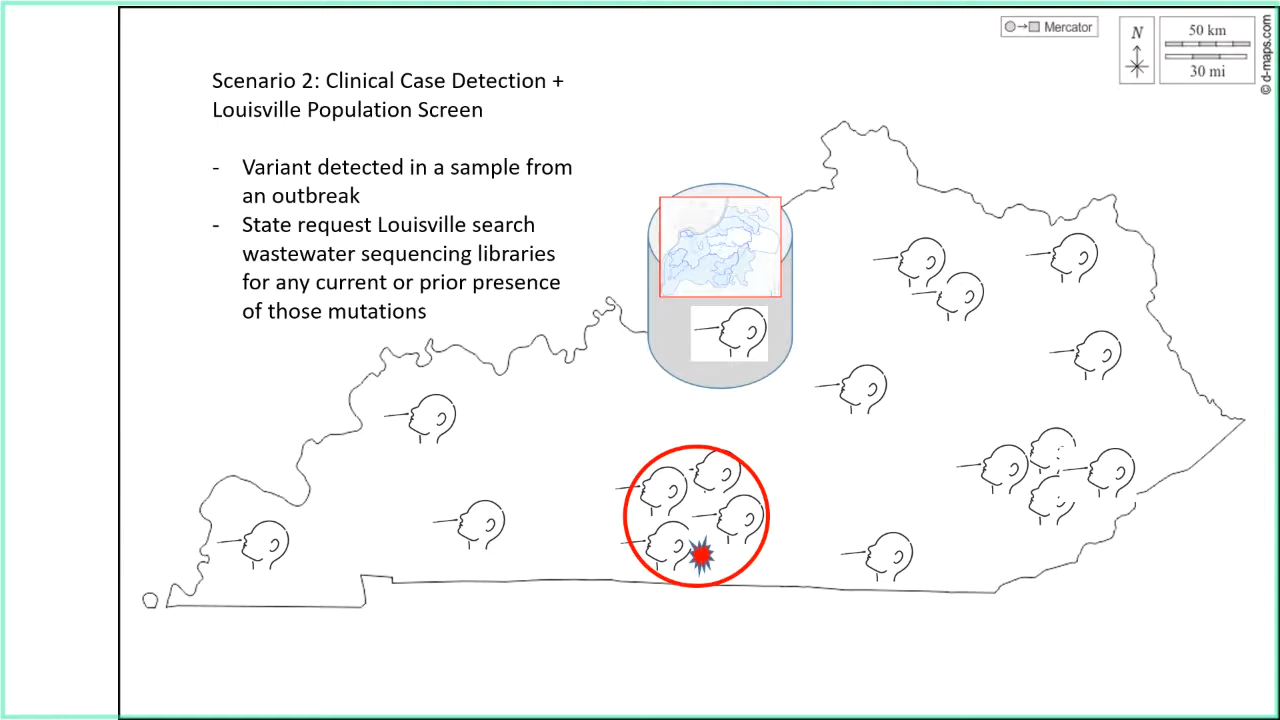 Mercator
N
50 km
30 mi
© d-maps.com
Scenario 2: Clinical Case Detection +
Louisville Population Screen
- Variant detected in a sample from
an outbreak
- State request Louisville search
wastewater sequencing libraries
for any current or prior presence
of those mutations